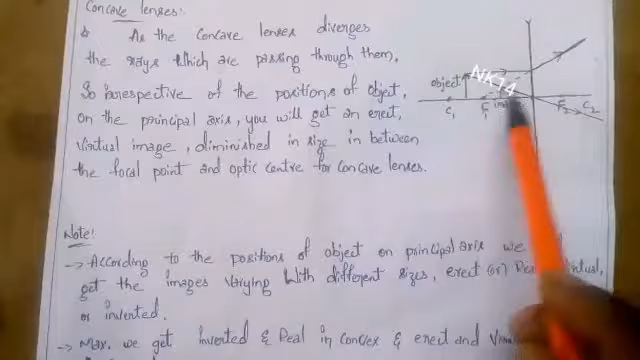 Concave lenses:-
As the Concave lenses diverges
the rays which are passing through them,
So irrespective of the positions of object,
on the principal axis, you will get an erect,
Virtual image, diminished in size in between
the focal point and optic centre for Concave lenses.
object
NK14
C1 F1 F2 C2
Note:
→ According to the positions of object on principal axis we
get the images varying with different sizes, erect (or)
or inverted.
→ Max. we get inverted & Real in Convex & erect and